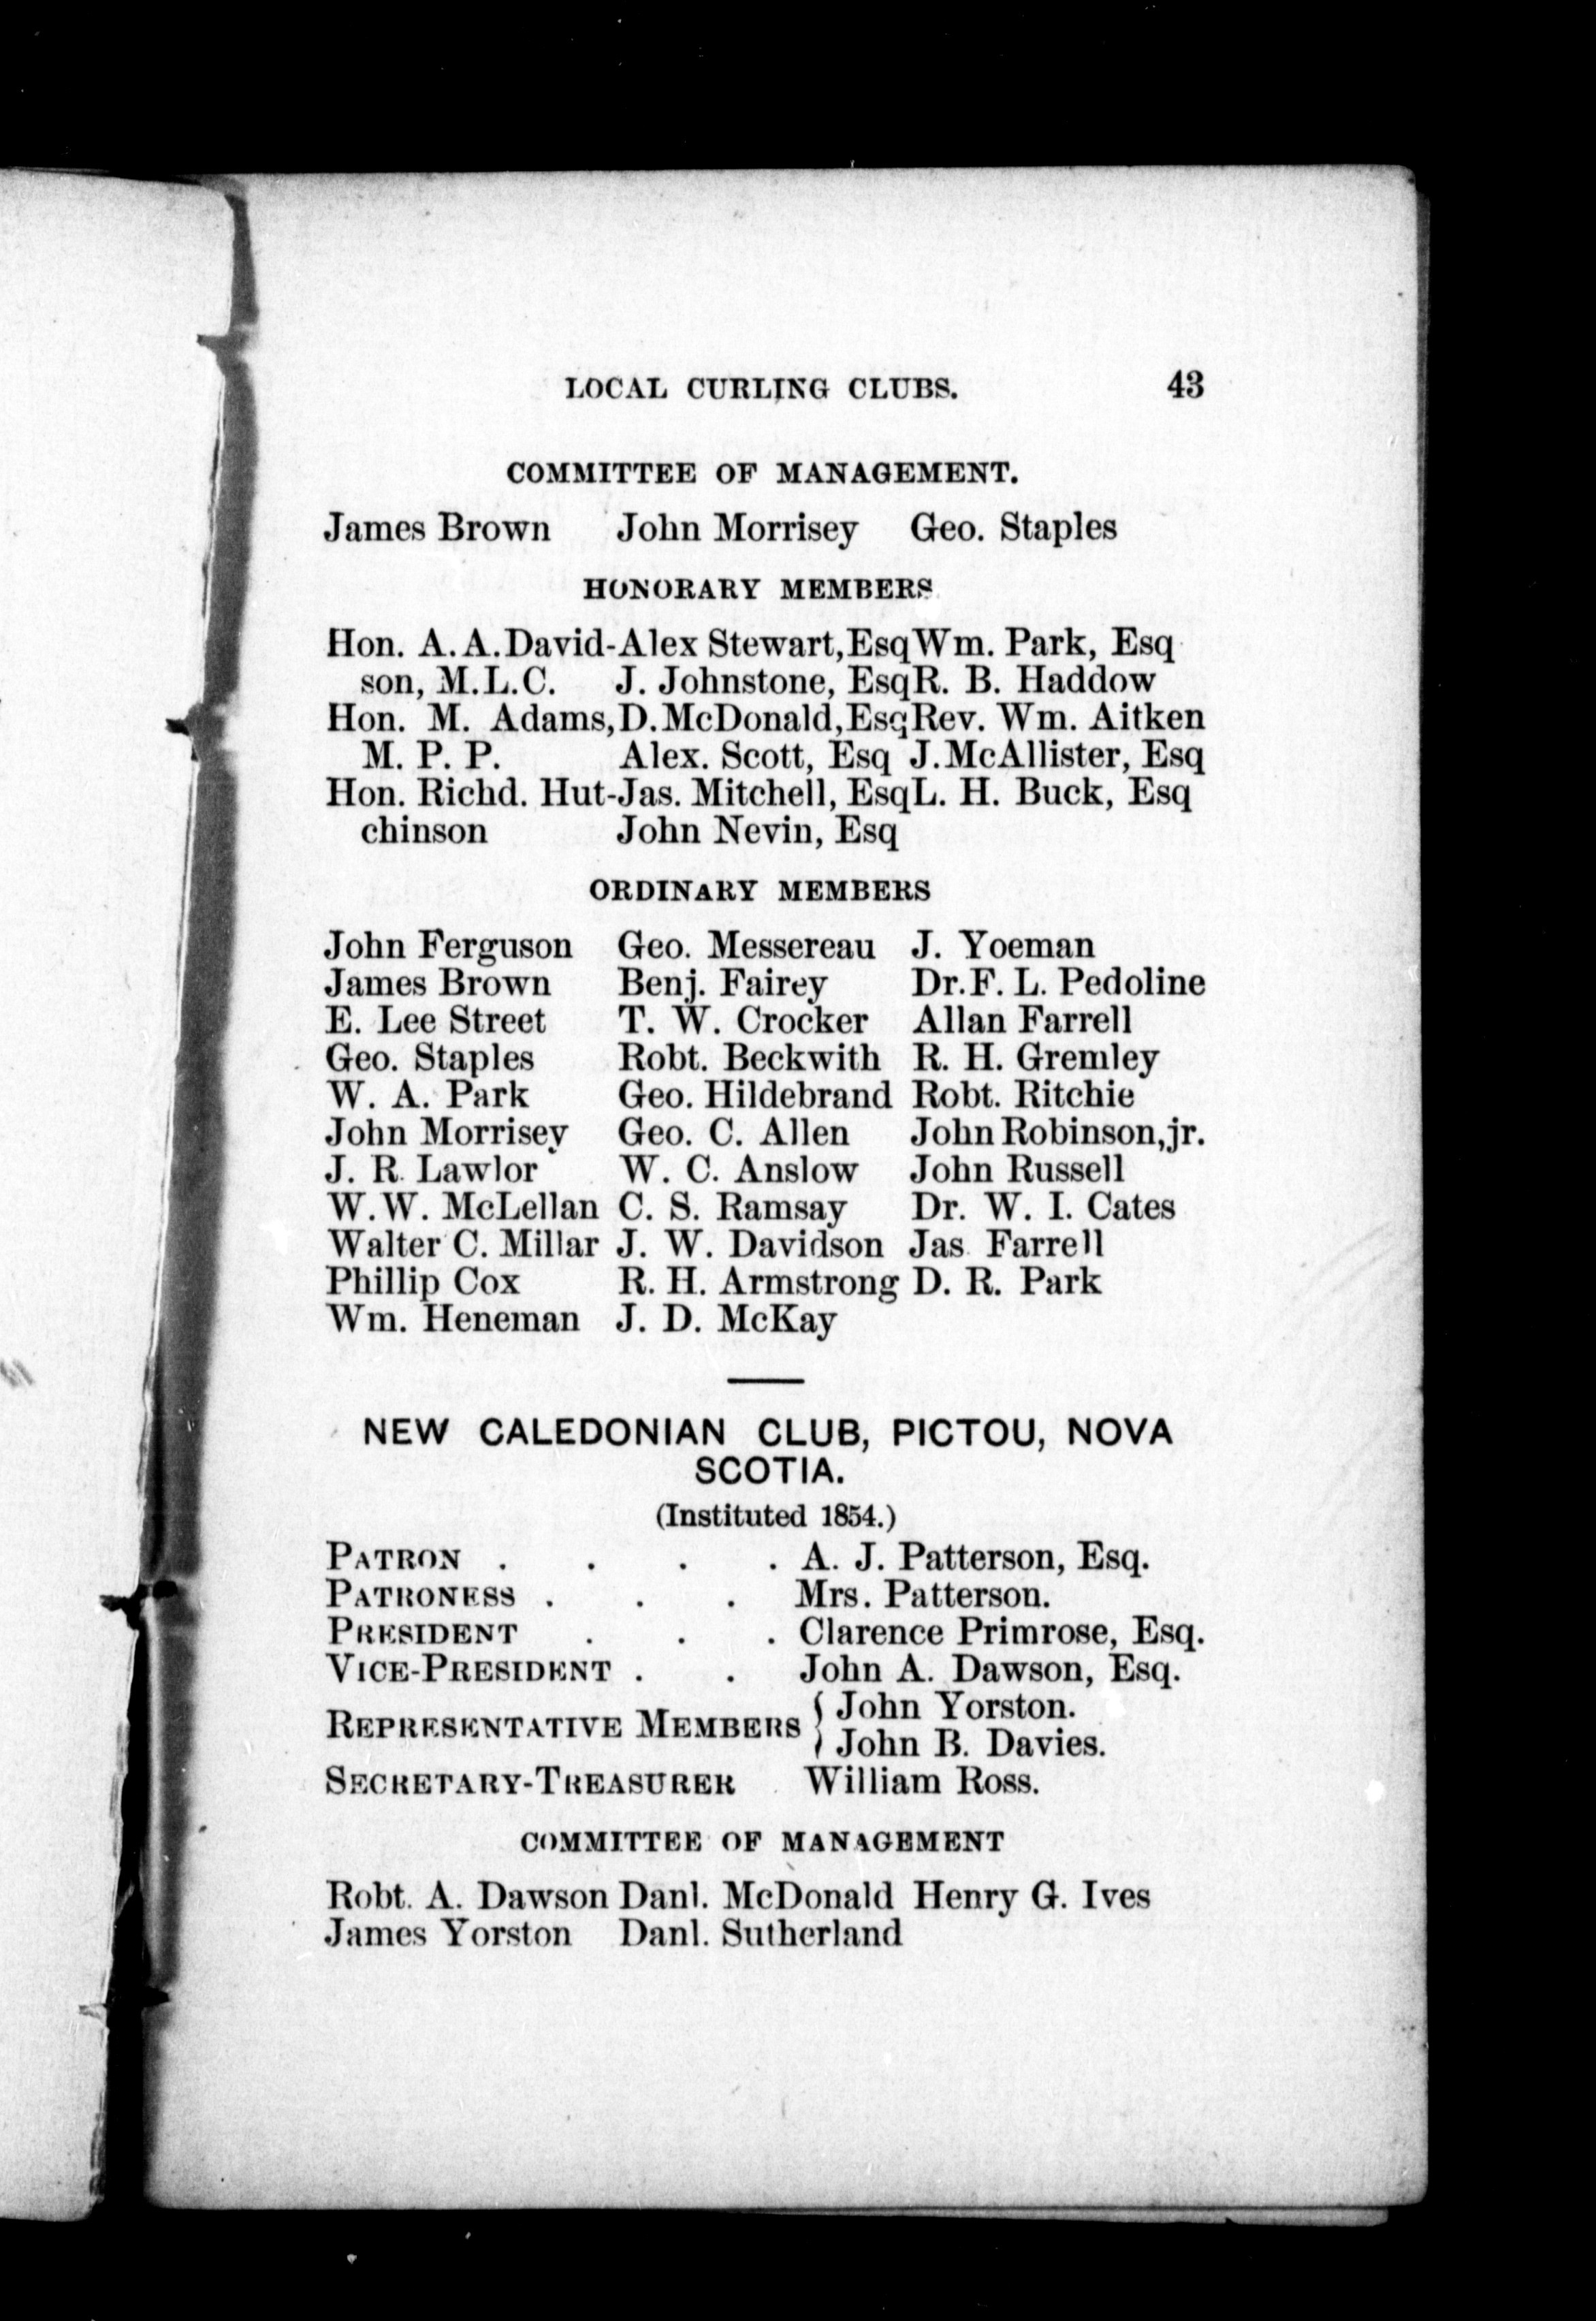 LOCAL CURLING CLUBS. 43
COMMITTEE OF MANAGEMENT.
James Brown John Morrisey Geo. Staples
HONORARY MEMBERS
Hon. A. A. David- Alex Stewart, Esq Wm. Park, Esq
son, M.L.C. J. Johnstone, Esq R. B. Haddow
Hon. M. Adams, D. McDonald, Esq Rev. Wm. Aitken
M. P. P. Alex. Scott, Esq J. McAllister, Esq
Hon. Richd. Hut- Jas. Mitchell, Esq L. H. Buck, Esq
chinson John Nevin, Esq
ORDINARY MEMBERS
John Ferguson Geo. Messereau J. Yoeman
James Brown Benj. Fairey Dr. F. L. Pedoline
E. Lee Street T. W. Crocker Allan Farrell
Geo. Staples Robt. Beckwith R. H. Gremley
W. A. Park Geo. Hildebrand Robt. Ritchie
John Morrisey Geo. C. Allen John Robinson, jr.
J. R. Lawlor W. C. Anslow John Russell
W. W. McLellan C. S. Ramsay Dr. W. I. Cates
Walter C. Millar J. W. Davidson Jas. Farrell
Phillip Cox R. H. Armstrong D. R. Park
Wm. Heneman J. D. McKay
NEW CALEDONIAN CLUB, PICTOU, NOVA
SCOTIA.
(Instituted 1854.)
PATRON . . . . A. J. Patterson, Esq.
PATRONESS . . . Mrs. Patterson.
PRESIDENT . . . Clarence Primrose, Esq.
VICE-PRESIDENT . . John A. Dawson, Esq.
REPRESENTATIVE MEMBERS { John Yorston.
John B. Davies.
SECRETARY-TREASURER . William Ross.
COMMITTEE OF MANAGEMENT
Robt. A. Dawson Danl. McDonald Henry G. Ives
James Yorston Danl. Sutherland